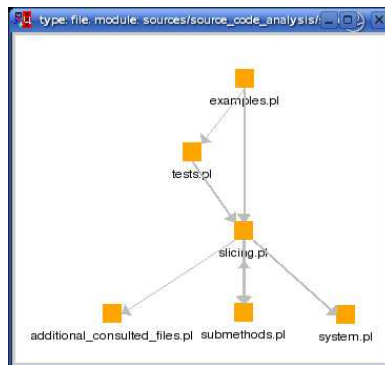 type: file. module: sources/source_code_analysis/
examples.pl
tests.pl
slicing.pl
additional_consulted_files.pl
submethods.pl
system.pl